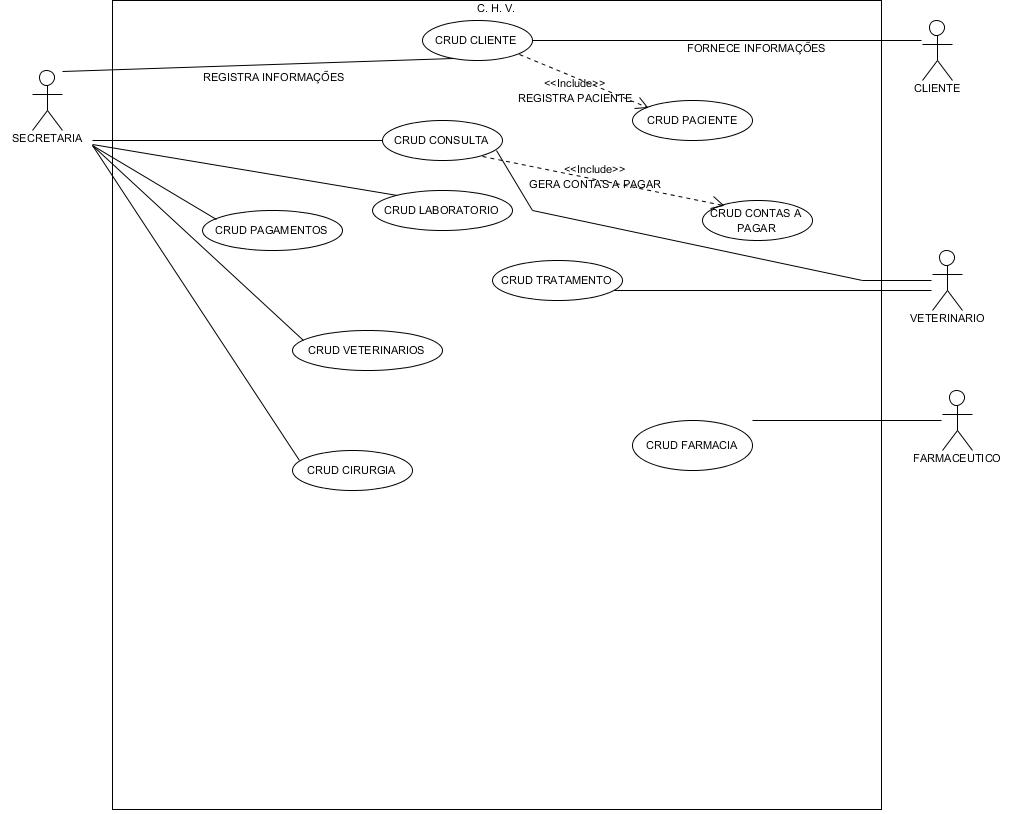 C. H. V.
CRUD CLIENTE
FORNECE INFORMAÇÕES
REGISTRA INFORMAÇÕES
<<Include>>
CLIENTE
REGISTRA PACIENTE
CRUD PACIENTE
SECRETARIA
CRUD CONSULTA
<<Include>>
GERA CONTAS A PAGAR
CRUD LABORATORIO
CRUD CONTAS A
PAGAR
CRUD PAGAMENTOS
CRUD TRATAMENTO
VETERINARIO
CRUD VETERINARIOS
CRUD FARMACIA
FARMACEUTICO
CRUD CIRURGIA